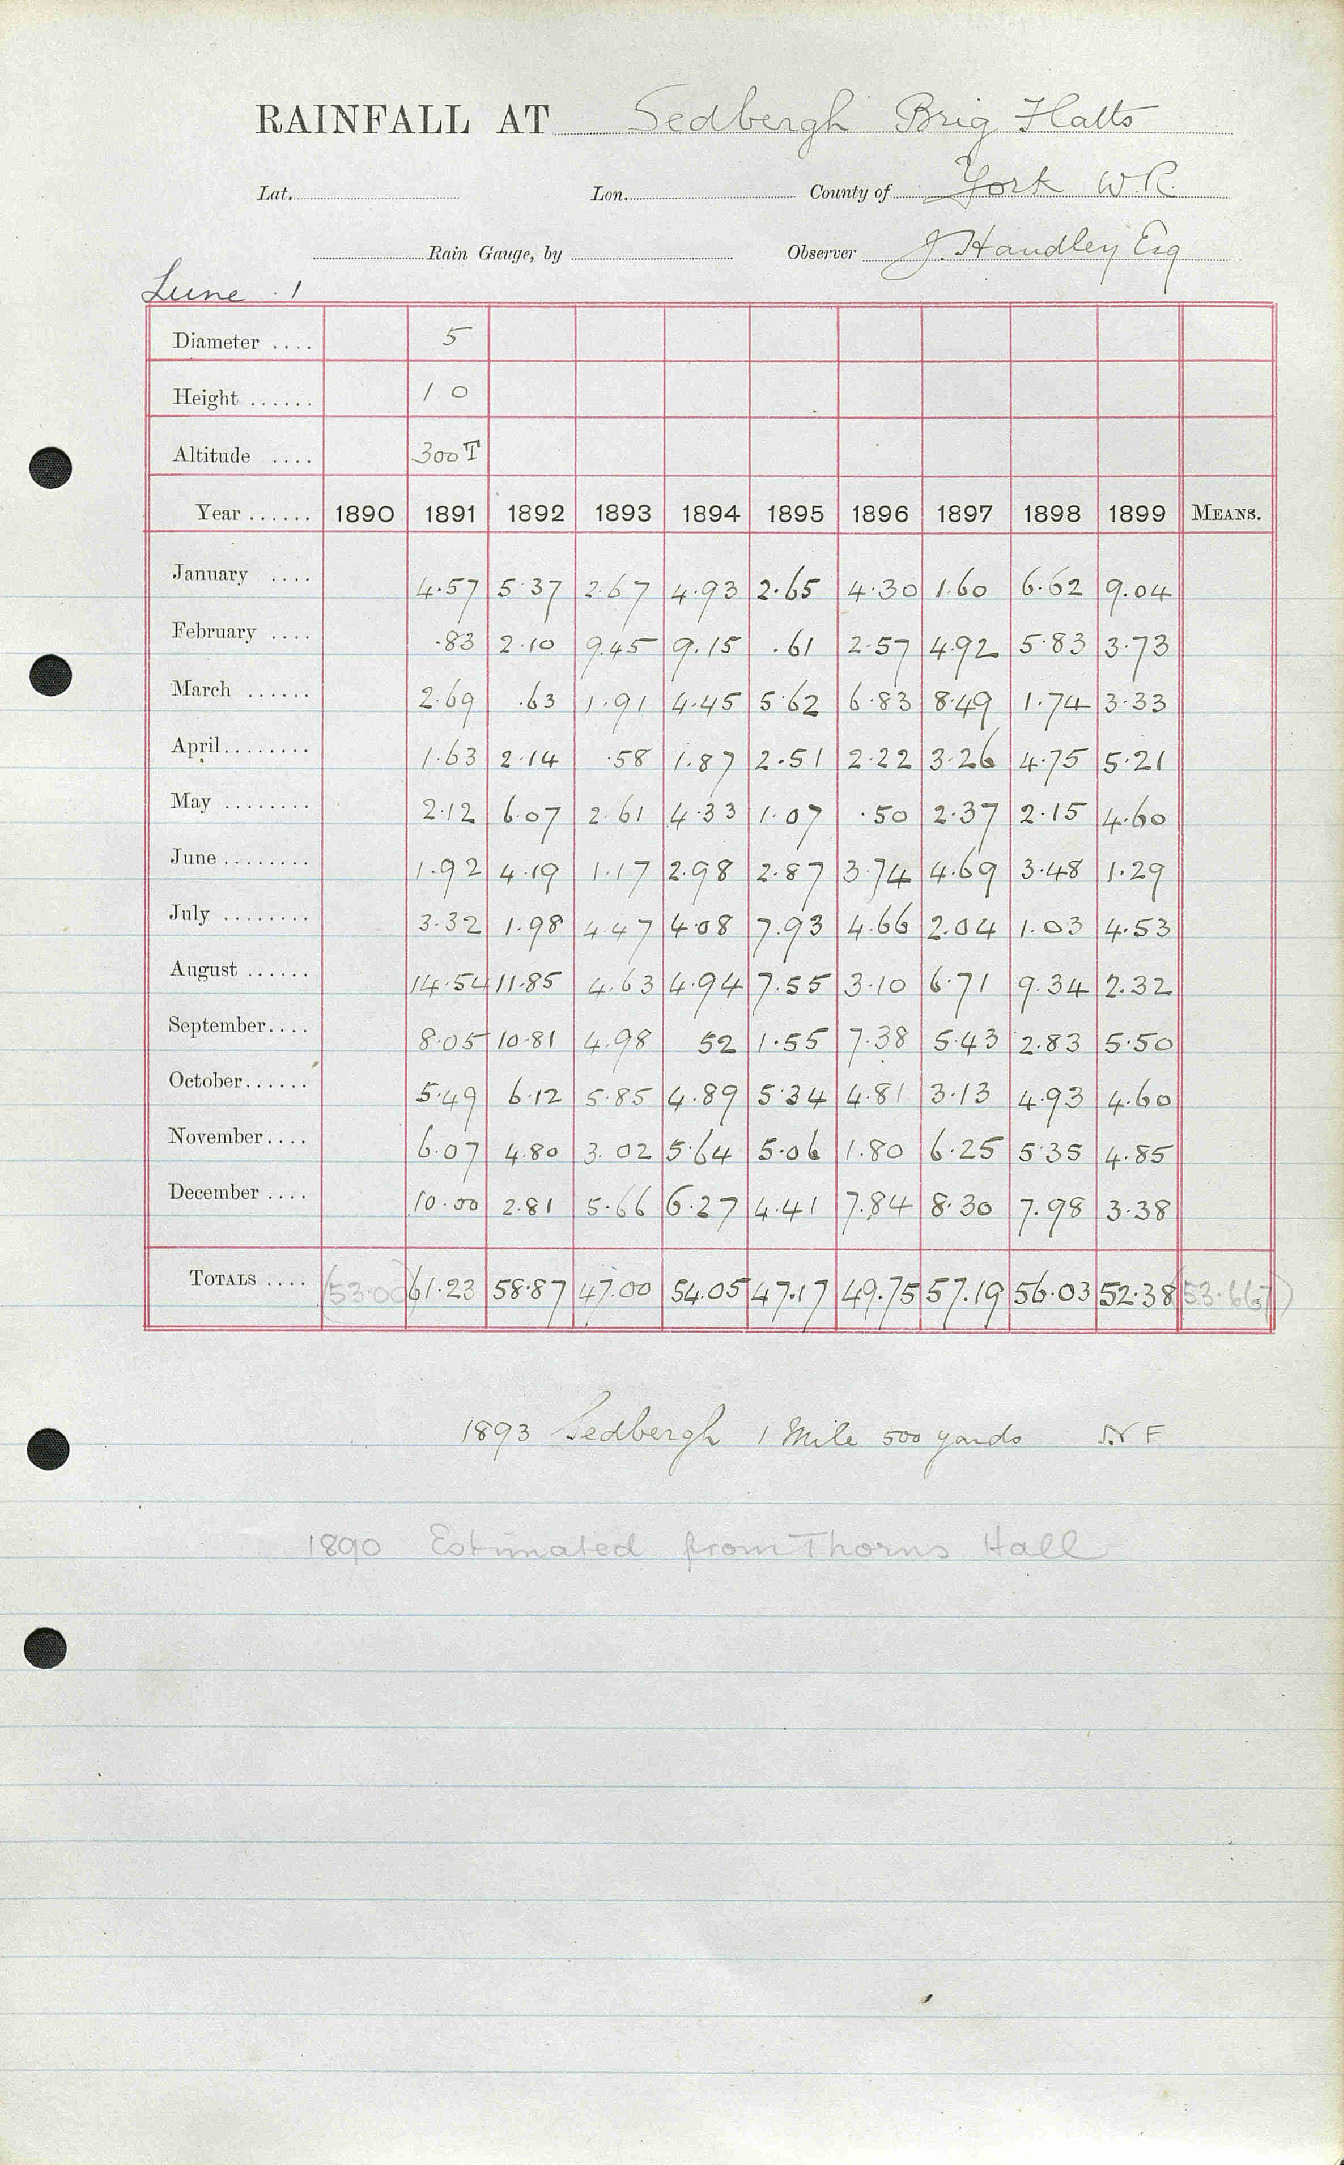 RAINFALL AT Sedbergh Brig Flatts
Lat. Lon. County of York W.R.
Rain Gauge, by Observer J. Handley Esq
Lune . 1
Diameter .... 5
Height ...... 1 0
Altitude .... 300 T
Year ...... 1890 1891 1892 1893 1894 1895 1896 1897 1898 1899 MEANS.
January .... 4.57 5.37 2.67 4.93 2.65 4.30 1.60 6.62 9.04
February .... .83 2.10 9.45 9.15 .61 2.57 4.92 5.83 3.73
March ...... 2.69 .63 1.91 4.45 5.62 6.83 8.49 1.74 3.33
April........ 1.63 2.14 .58 1.87 2.51 2.22 3.26 4.75 5.21
May ........ 2.12 6.07 2.61 4.33 1.07 .50 2.37 2.15 4.60
June ........ 1.92 4.19 1.17 2.98 2.87 3.74 4.69 3.48 1.29
July ........ 3.32 1.98 4.47 4.08 7.93 4.66 2.04 1.03 4.53
August ...... 14.54 11.85 4.63 4.94 7.55 3.10 6.71 9.34 2.32
September.... 8.05 10.81 4.98 52 1.55 7.38 5.43 2.83 5.50
October...... 5.49 6.12 5.85 4.89 5.34 4.81 3.13 4.93 4.60
November.... 6.07 4.80 3.02 5.64 5.06 1.80 6.25 5.35 4.85
December .... 10.00 2.81 5.66 6.27 4.41 7.84 8.30 7.98 3.38
TOTALS .... (53.00) 61.23 58.87 47.00 54.05 47.17 49.75 57.19 56.03 52.38 (53.667)
1893 Sedbergh 1 Mile 500 yards N F
1890 Estimated from Thorns Hall